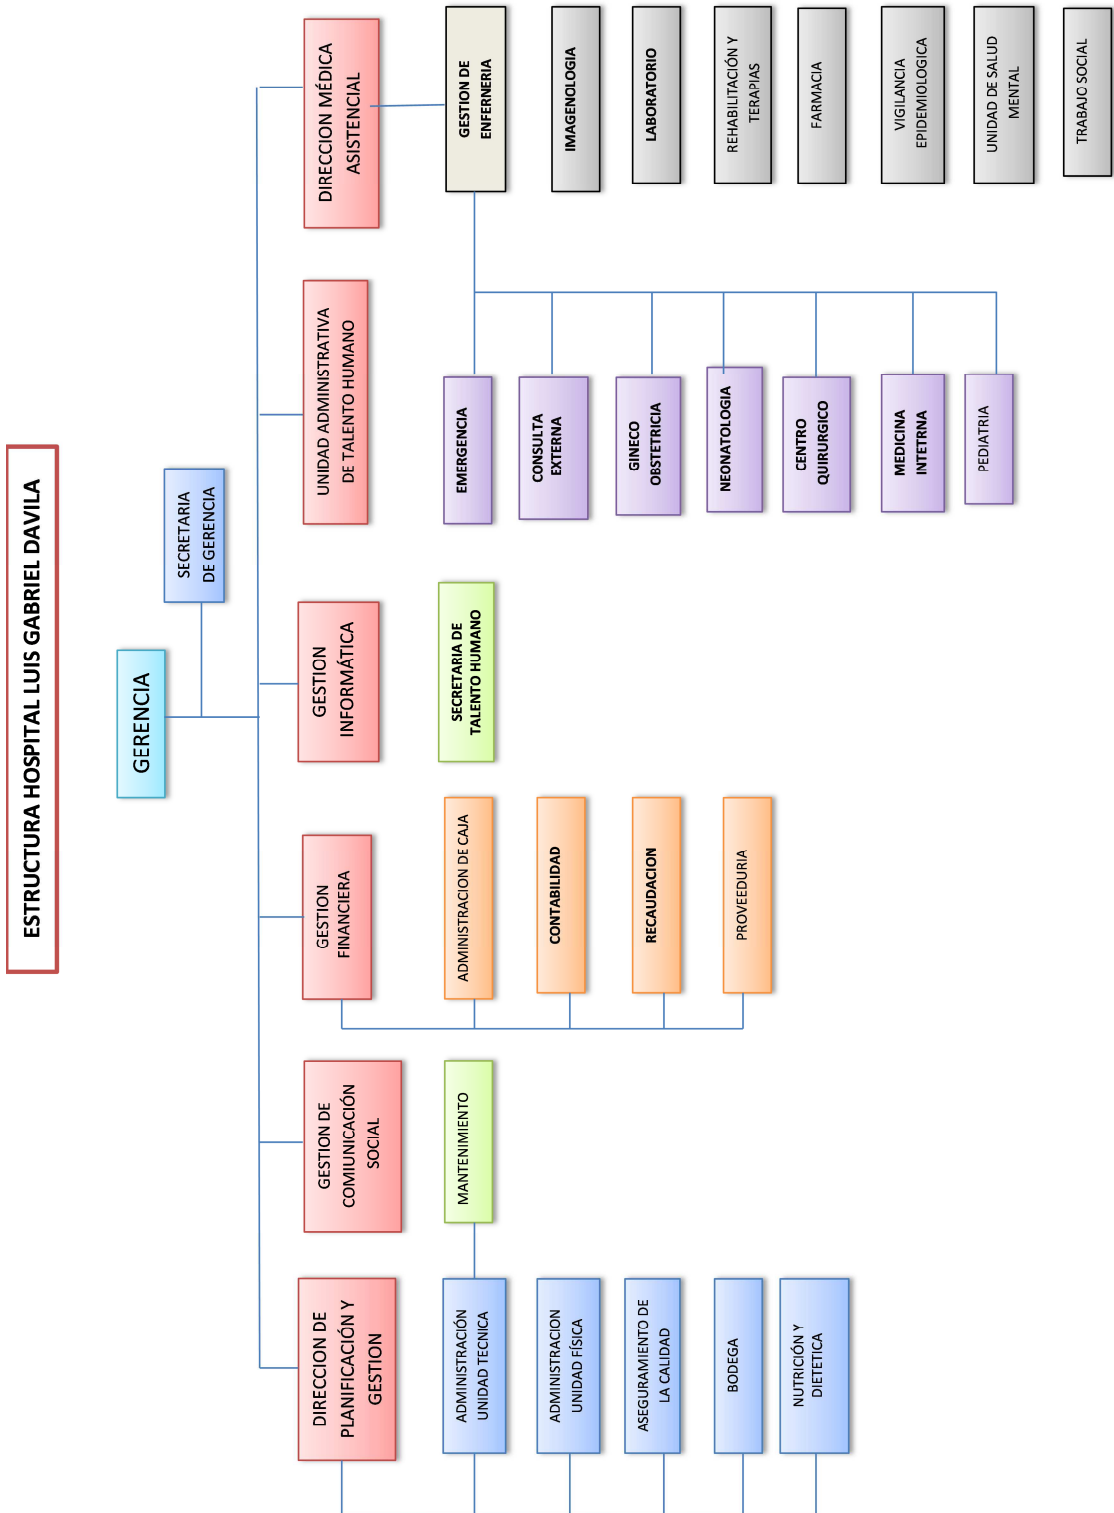 ESTRUCTURA HOSPITAL LUIS GABRIEL DAVILA
GERENCIA
SECRETARIA
DE GERENCIA
DIRECCION DE
PLANIFICACIÓN Y
GESTION
GESTION DE
COMIUNICACIÓN
SOCIAL
GESTION
FINANCIERA
GESTION
INFORMÁTICA
UNIDAD ADMINISTRATIVA
DE TALENTO HUMANO
DIRECCION MÉDICA
ASISTENCIAL
ADMINISTRACIÓN
UNIDAD TECNICA
MANTENIMIENTO
ADMINISTRACION DE CAJA
SECRETARIA DE
TALENTO HUMANO
EMERGENCIA
GESTION DE
ENFERNERIA
ADMINISTRACION
UNIDAD FÍSICA
CONTABILIDAD
CONSULTA
EXTERNA
IMAGENOLOGIA
ASEGURAMIENTO DE
LA CALIDAD
RECAUDACION
GINECO
OBSTETRICIA
LABORATORIO
BODEGA
PROVEEDURIA
NEONATOLOGIA
REHABILITACIÓN Y
TERAPIAS
NUTRICIÓN Y
DIETETICA
CENTRO
QUIRURGICO
FARMACIA
MEDICINA
INTETRNA
VIGILANCIA
EPIDEMIOLOGICA
PEDIATRIA
UNIDAD DE SALUD
MENTAL
TRABAJO SOCIAL